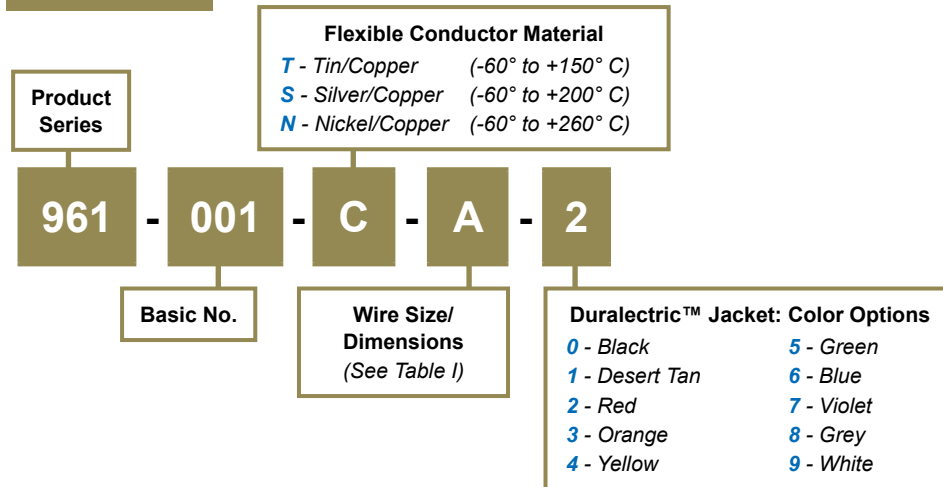 Flexible Conductor Material
T - Tin/Copper (-60° to +150° C)
S - Silver/Copper (-60° to +200° C)
N - Nickel/Copper (-60° to +260° C)
Product
Series
961 - 001 - C - A - 2
Basic No.
Wire Size/
Dimensions
(See Table I)
Duralectric™ Jacket: Color Options
0 - Black
1 - Desert Tan
2 - Red
3 - Orange
4 - Yellow
5 - Green
6 - Blue
7 - Violet
8 - Grey
9 - White